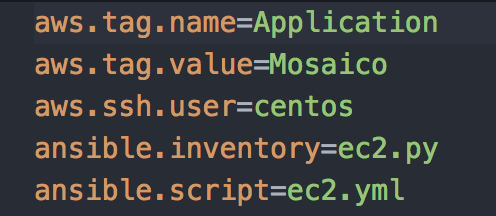 aws.tag.name=Application
aws.tag.value=Mosaico
aws.ssh.user=centos
ansible.inventory=ec2.py
ansible.script=ec2.yml